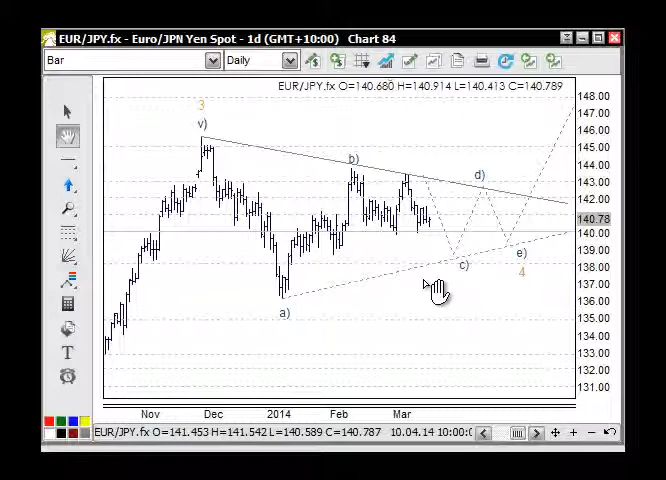 EUR/JPY.fx - Euro/JPN Yen Spot - 1d (GMT+10:00) Chart 84
Bar
Daily
EUR/JPY.fx O=140.680 H=140.914 L=140.413 C=140.789
3
v)
b)
d)
a)
c)
e)
4
148.00
147.00
146.00
145.00
144.00
143.00
142.00
140.78
140.00
139.00
138.00
137.00
136.00
135.00
134.00
133.00
132.00
131.00
Nov Dec 2014 Feb Mar
EUR/JPY.fx O=141.453 H=141.542 L=140.589 C=140.787 10.04.14 10:00:0
T